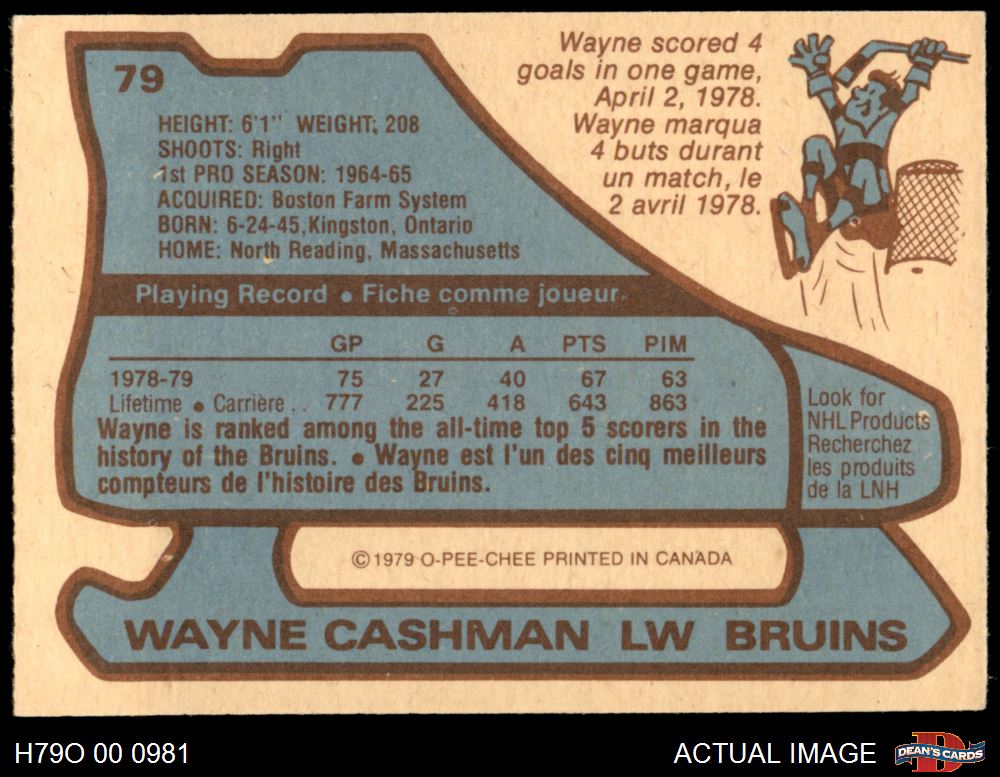 79
HEIGHT: 6'1" WEIGHT: 208
SHOOTS: Right
1st PRO SEASON: 1964-65
ACQUIRED: Boston Farm System
BORN: 6-24-45, Kingston, Ontario
HOME: North Reading, Massachusetts
Wayne scored 4
goals in one game,
April 2, 1978.
Wayne marqua
4 buts durant
un match, le
2 avril 1978.
Playing Record • Fiche comme joueur
GP G A PTS PIM
1978-79 75 27 40 67 63
Lifetime • Carrière .. 777 225 418 643 863
Wayne is ranked among the all-time top 5 scorers in the
history of the Bruins. • Wayne est l'un des cinq meilleurs
compteurs de l'histoire des Bruins.
Look for
NHL Products
Recherchez
les produits
de la LNH
© 1979 O-PEE-CHEE PRINTED IN CANADA
WAYNE CASHMAN LW BRUINS
H79O 00 0981
ACTUAL IMAGE
DEAN'S CARDS